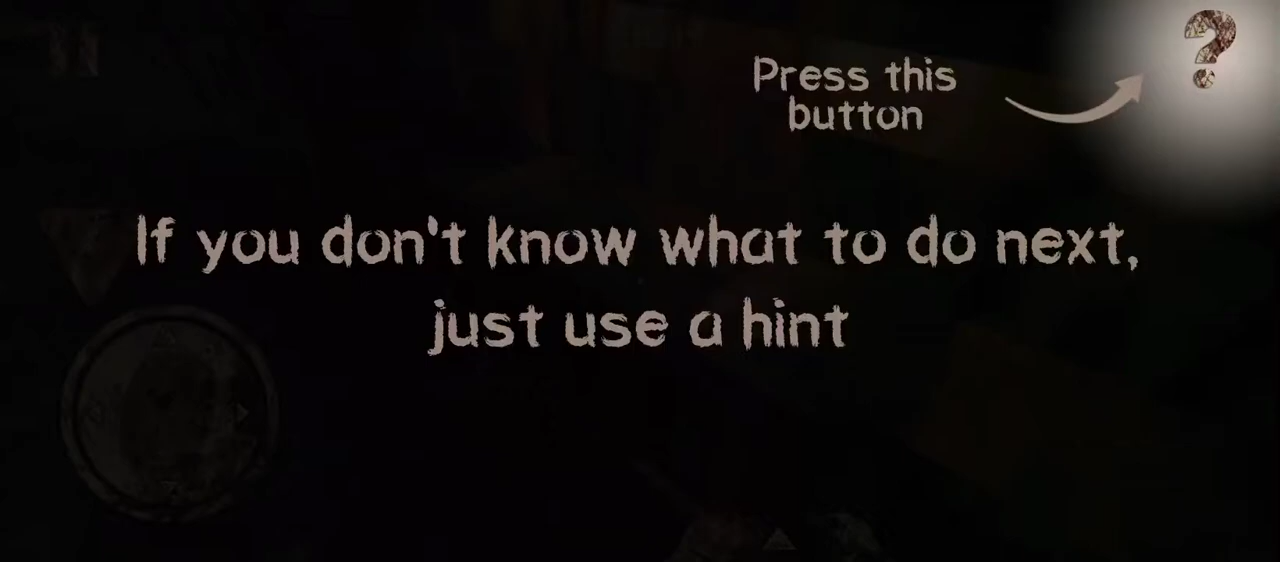 ?
Press this
button
If you don't know what to do next,
just use a hint